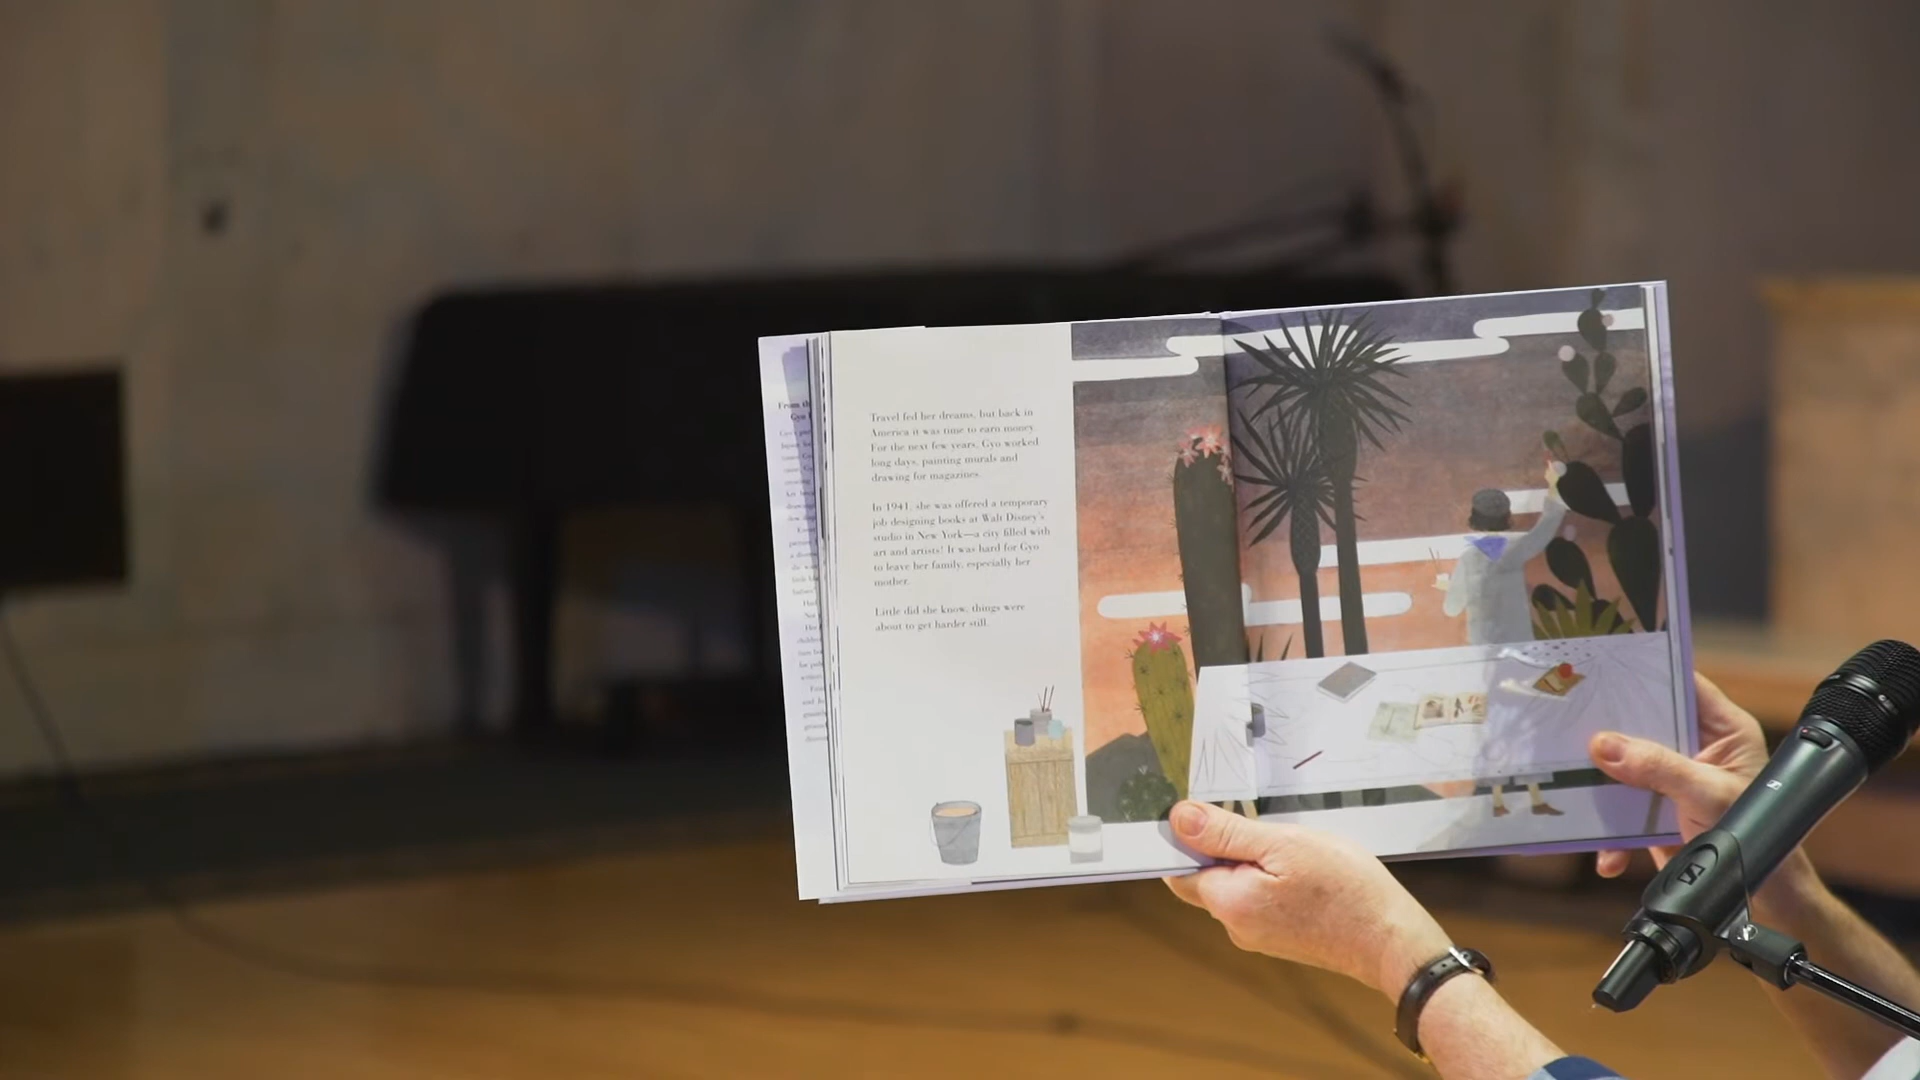 Travel fed her dreams, but back in
America it was time to earn money.
For the next few years, Gyo worked
long days, painting murals and
drawing for magazines.
In 1941, she was offered a temporary
job designing books at Walt Disney's
studio in New York—a city filled with
art and artists! It was hard for Gyo
to leave her family, especially her
mother.
Little did she know, things were
about to get harder still.
From th
Gyo